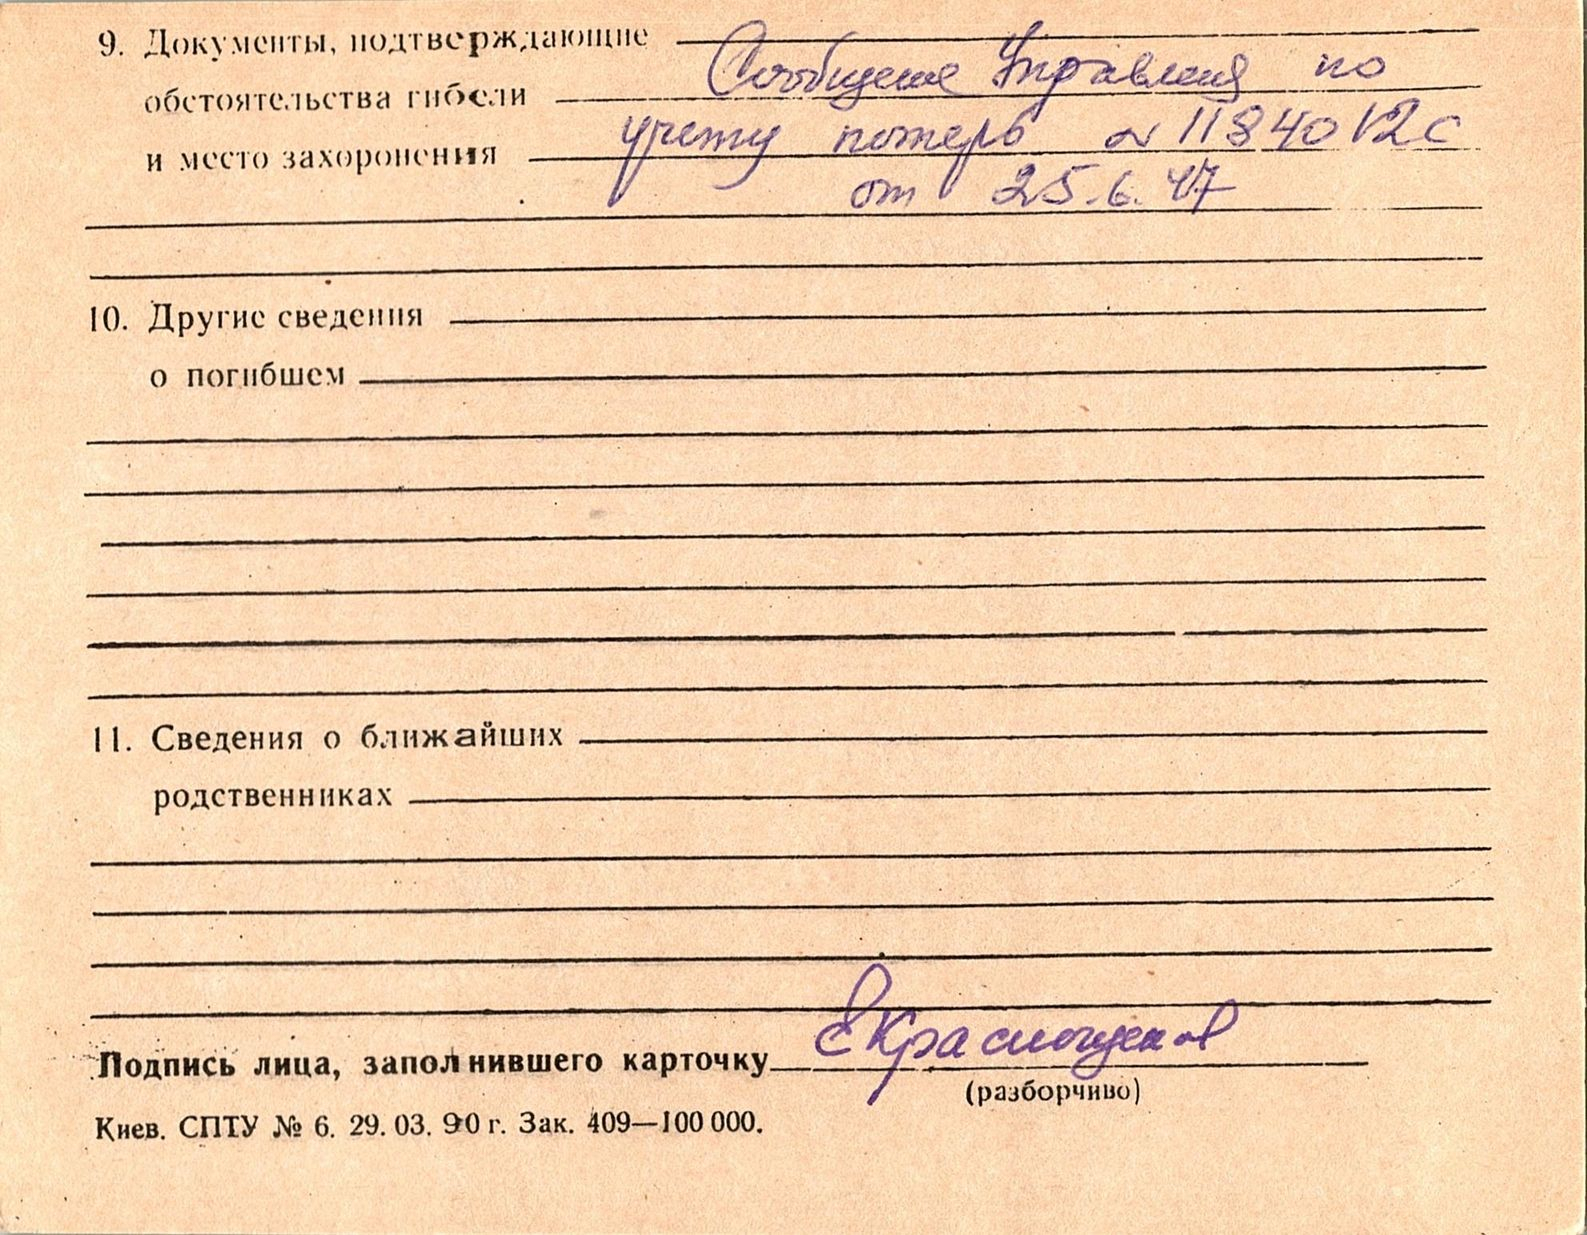 9. Документы, подтверждающие
Сообщение Управления по
обстоятельства гибели
учету потерь № 11840 12с
и место захоронения
от 25.6.47
10. Другие сведения
о погибшем
11. Сведения о ближайших
родственниках
Подпись лица, заполнившего карточку
(разборчиво)
Киев. СПТУ № 6. 29. 03. 90 г. Зак. 409—100 000.